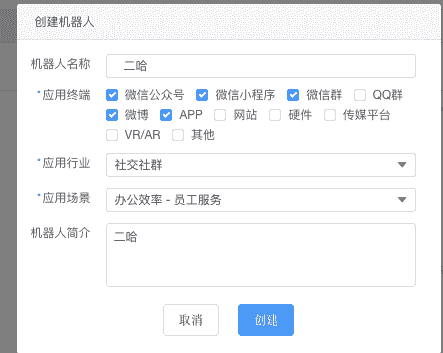 创建机器人
机器人名称 二哈
*应用终端 微信公众号 微信小程序 微信群 QQ群
微博 APP 网站 硬件 传媒平台
VR/AR 其他
*应用行业 社交社群
*应用场景 办公效率 - 员工服务
机器人简介 二哈
取消 创建